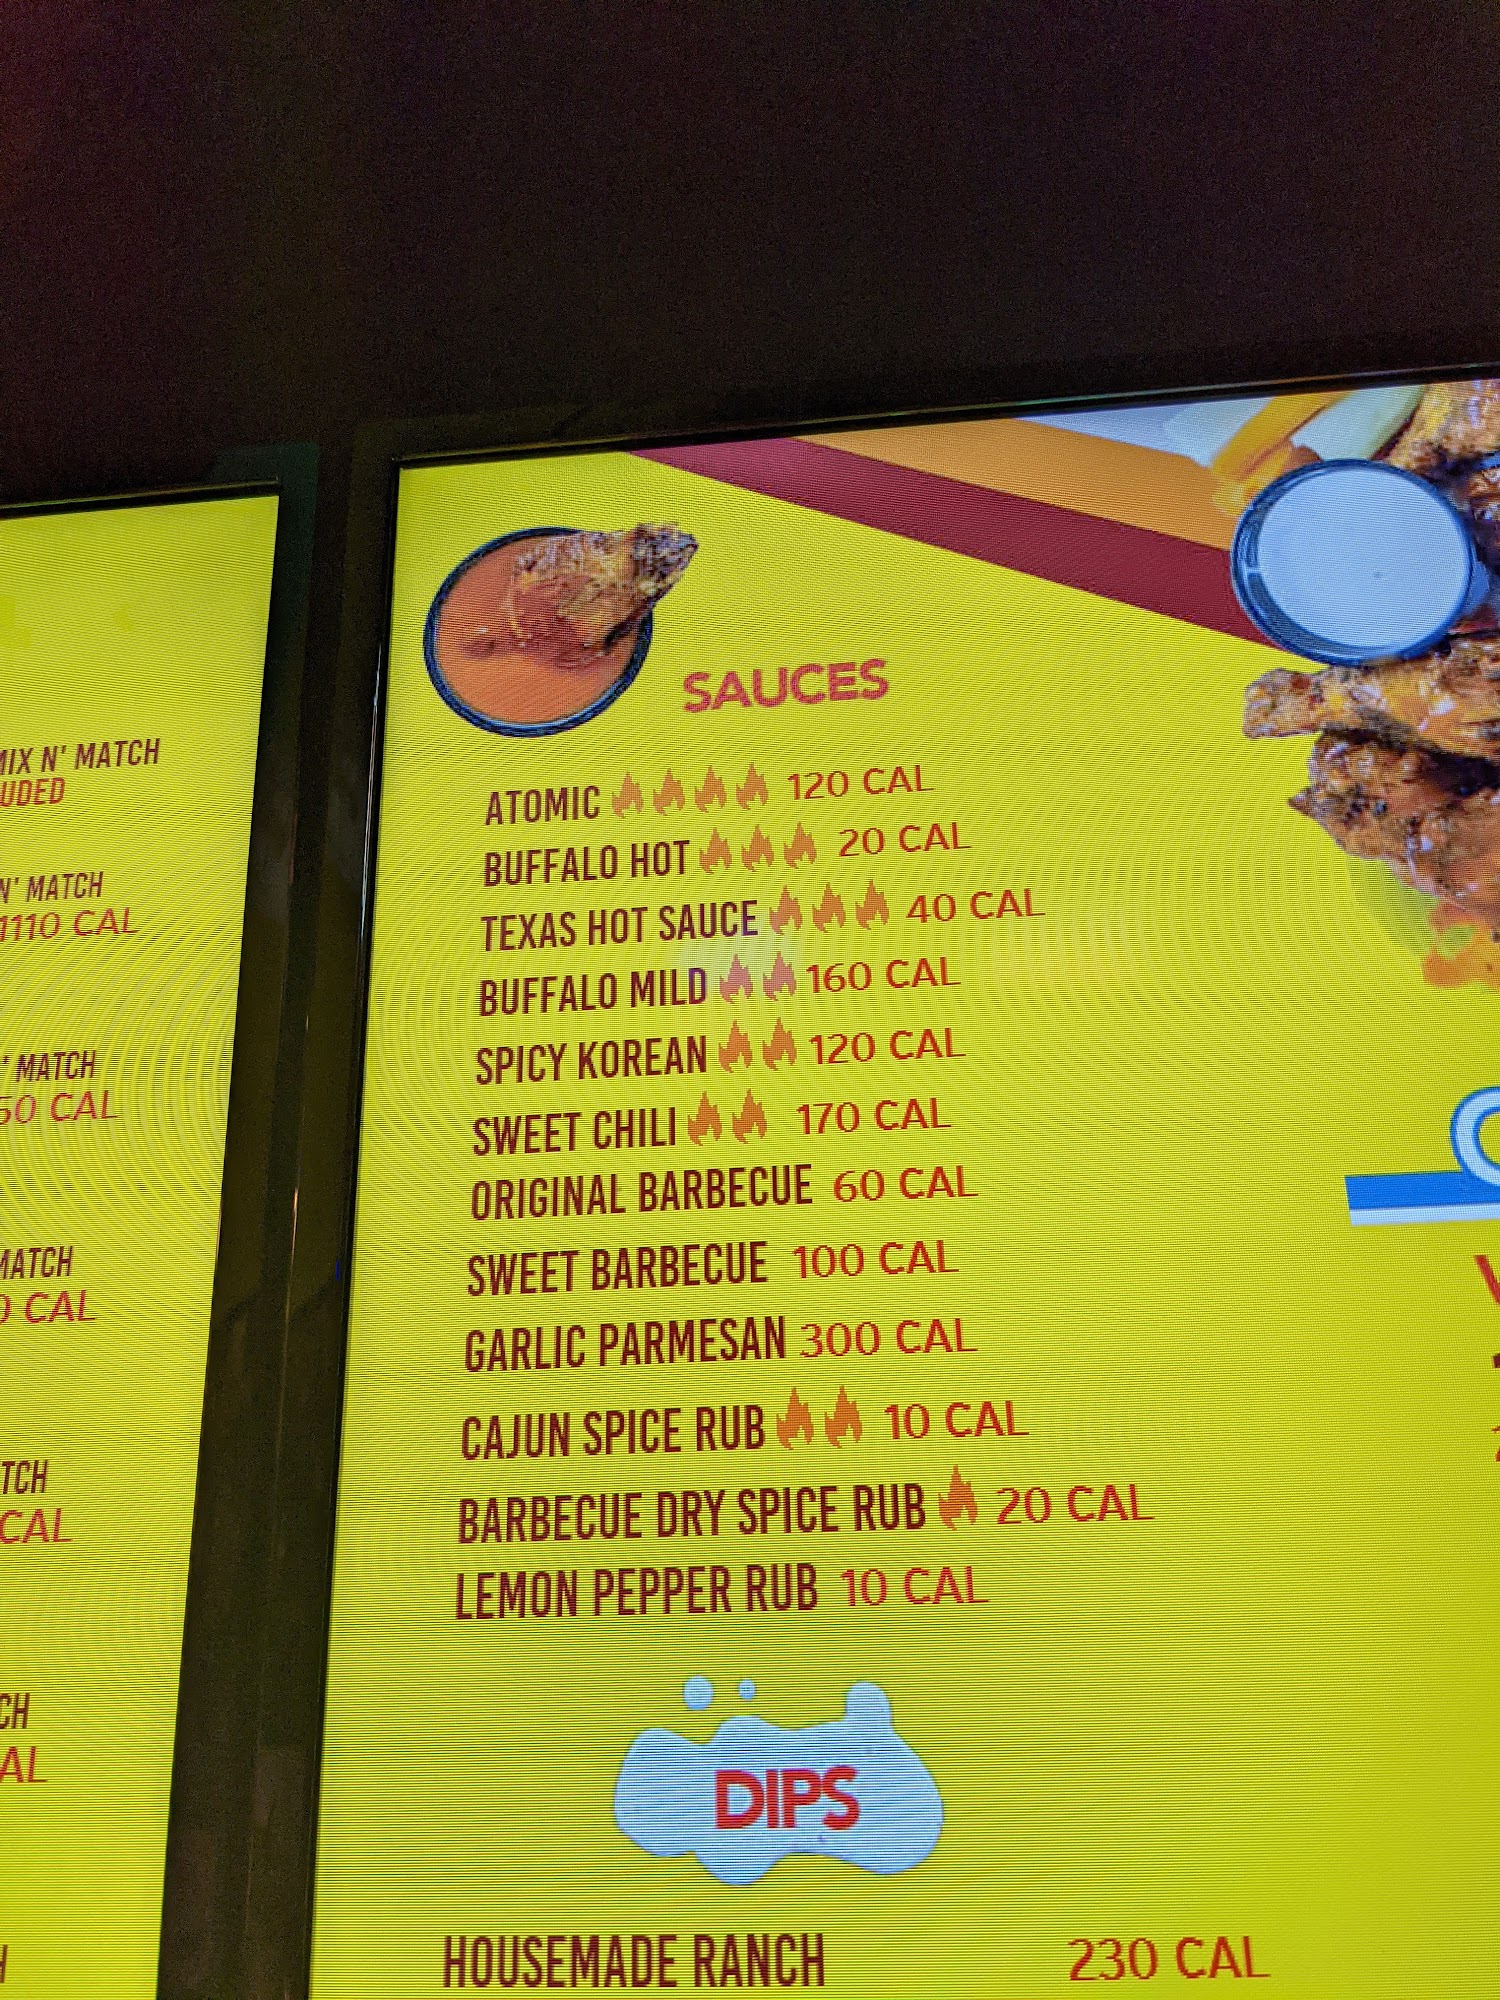 MIX N' MATCH
N' MATCH
1110 CAL
' MATCH
50 CAL
MATCH
CAL
TCH
CAL
CH
AL
SAUCES
ATOMIC 120 CAL
BUFFALO HOT 20 CAL
TEXAS HOT SAUCE 40 CAL
BUFFALO MILD 160 CAL
SPICY KOREAN 120 CAL
SWEET CHILI 170 CAL
ORIGINAL BARBECUE 60 CAL
SWEET BARBECUE 100 CAL
GARLIC PARMESAN 300 CAL
CAJUN SPICE RUB 10 CAL
BARBECUE DRY SPICE RUB 20 CAL
LEMON PEPPER RUB 10 CAL
DIPS
HOUSEMADE RANCH 230 CAL